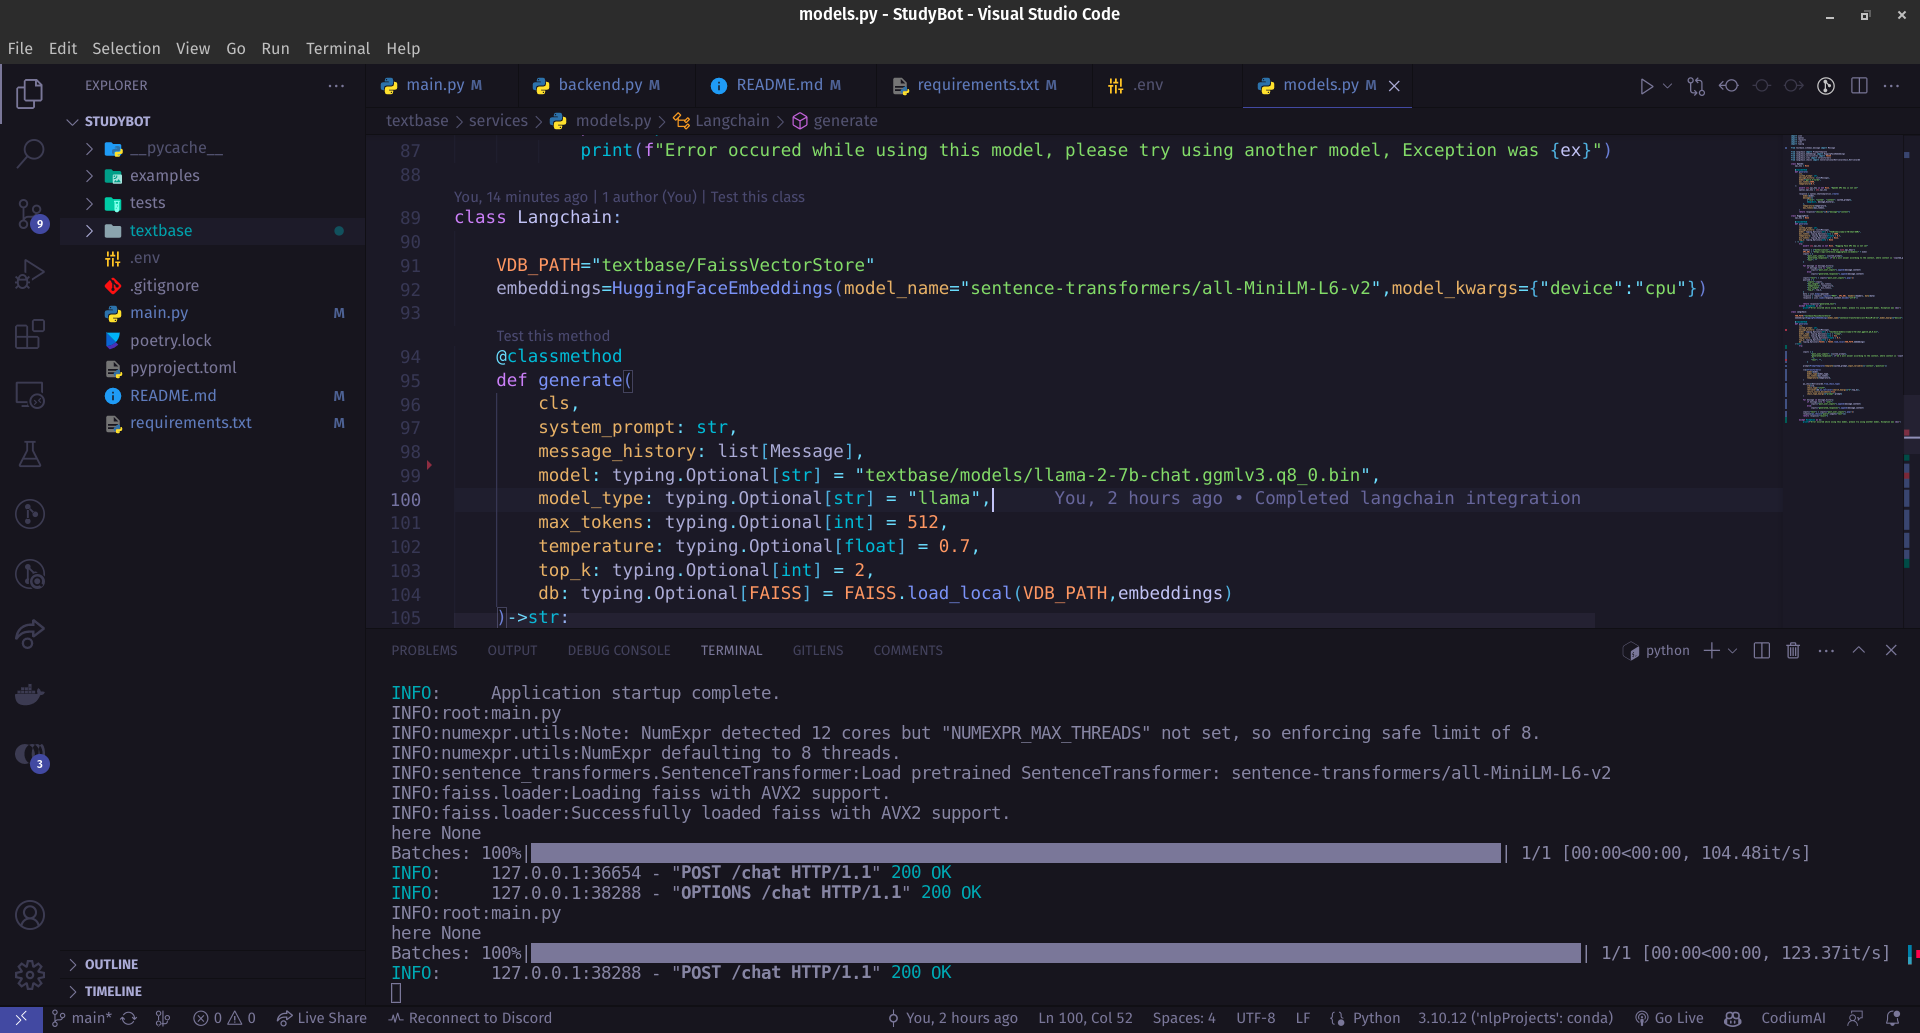 models.py - StudyBot - Visual Studio Code
File Edit Selection View Go Run Terminal Help
EXPLORER
STUDYBOT
__pycache__
examples
tests
textbase
.env
.gitignore
main.py M
poetry.lock
pyproject.toml
README.md M
requirements.txt M
OUTLINE
TIMELINE
9
3
main.py M backend.py M README.md M requirements.txt M .env models.py M
textbase > services > models.py > Langchain > generate
87 print(f"Error occured while using this model, please try using another model, Exception was {ex}")
88
You, 14 minutes ago | 1 author (You) | Test this class
89 class Langchain:
90
91 VDB_PATH="textbase/FaissVectorStore"
92 embeddings=HuggingFaceEmbeddings(model_name="sentence-transformers/all-MiniLM-L6-v2",model_kwargs={"device":"cpu"})
93
Test this method
94 @classmethod
95 def generate(
96 cls,
97 system_prompt: str,
98 message_history: list[Message],
99 model: typing.Optional[str] = "textbase/models/llama-2-7b-chat.ggmlv3.q8_0.bin",
100 model_type: typing.Optional[str] = "llama", You, 2 hours ago • Completed langchain integration
101 max_tokens: typing.Optional[int] = 512,
102 temperature: typing.Optional[float] = 0.7,
103 top_k: typing.Optional[int] = 2,
104 db: typing.Optional[FAISS] = FAISS.load_local(VDB_PATH,embeddings)
105 )->str:
PROBLEMS OUTPUT DEBUG CONSOLE TERMINAL GITLENS COMMENTS python
INFO: Application startup complete.
INFO:root:main.py
INFO:numexpr.utils:Note: NumExpr detected 12 cores but "NUMEXPR_MAX_THREADS" not set, so enforcing safe limit of 8.
INFO:numexpr.utils:NumExpr defaulting to 8 threads.
INFO:sentence_transformers.SentenceTransformer:Load pretrained SentenceTransformer: sentence-transformers/all-MiniLM-L6-v2
INFO:faiss.loader:Loading faiss with AVX2 support.
INFO:faiss.loader:Successfully loaded faiss with AVX2 support.
here None
Batches: 100%| | 1/1 [00:00<00:00, 104.48it/s]
INFO: 127.0.0.1:36654 - "POST /chat HTTP/1.1" 200 OK
INFO: 127.0.0.1:38288 - "OPTIONS /chat HTTP/1.1" 200 OK
INFO:root:main.py
here None
Batches: 100%| | 1/1 [00:00<00:00, 123.37it/s]
INFO: 127.0.0.1:38288 - "POST /chat HTTP/1.1" 200 OK
main* 0 0 Live Share Reconnect to Discord You, 2 hours ago Ln 100, Col 52 Spaces: 4 UTF-8 LF Python 3.10.12 ('nlpProjects': conda) Go Live CodiumAI